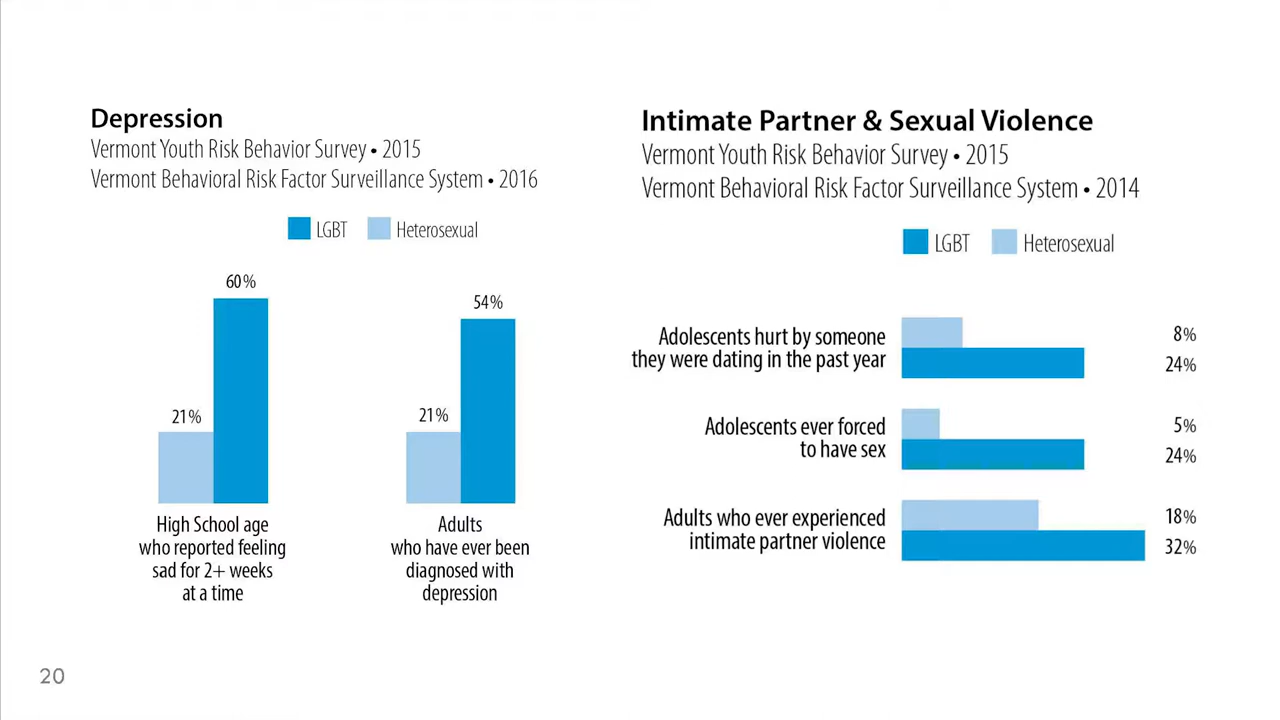 Depression
Vermont Youth Risk Behavior Survey • 2015
Vermont Behavioral Risk Factor Surveillance System • 2016
LGBT
Heterosexual
60%
21%
54%
21%
High School age
who reported feeling
sad for 2+ weeks
at a time
Adults
who have ever been
diagnosed with
depression
Intimate Partner & Sexual Violence
Vermont Youth Risk Behavior Survey • 2015
Vermont Behavioral Risk Factor Surveillance System • 2014
LGBT
Heterosexual
Adolescents hurt by someone
they were dating in the past year
8%
24%
Adolescents ever forced
to have sex
5%
24%
Adults who ever experienced
intimate partner violence
18%
32%
20